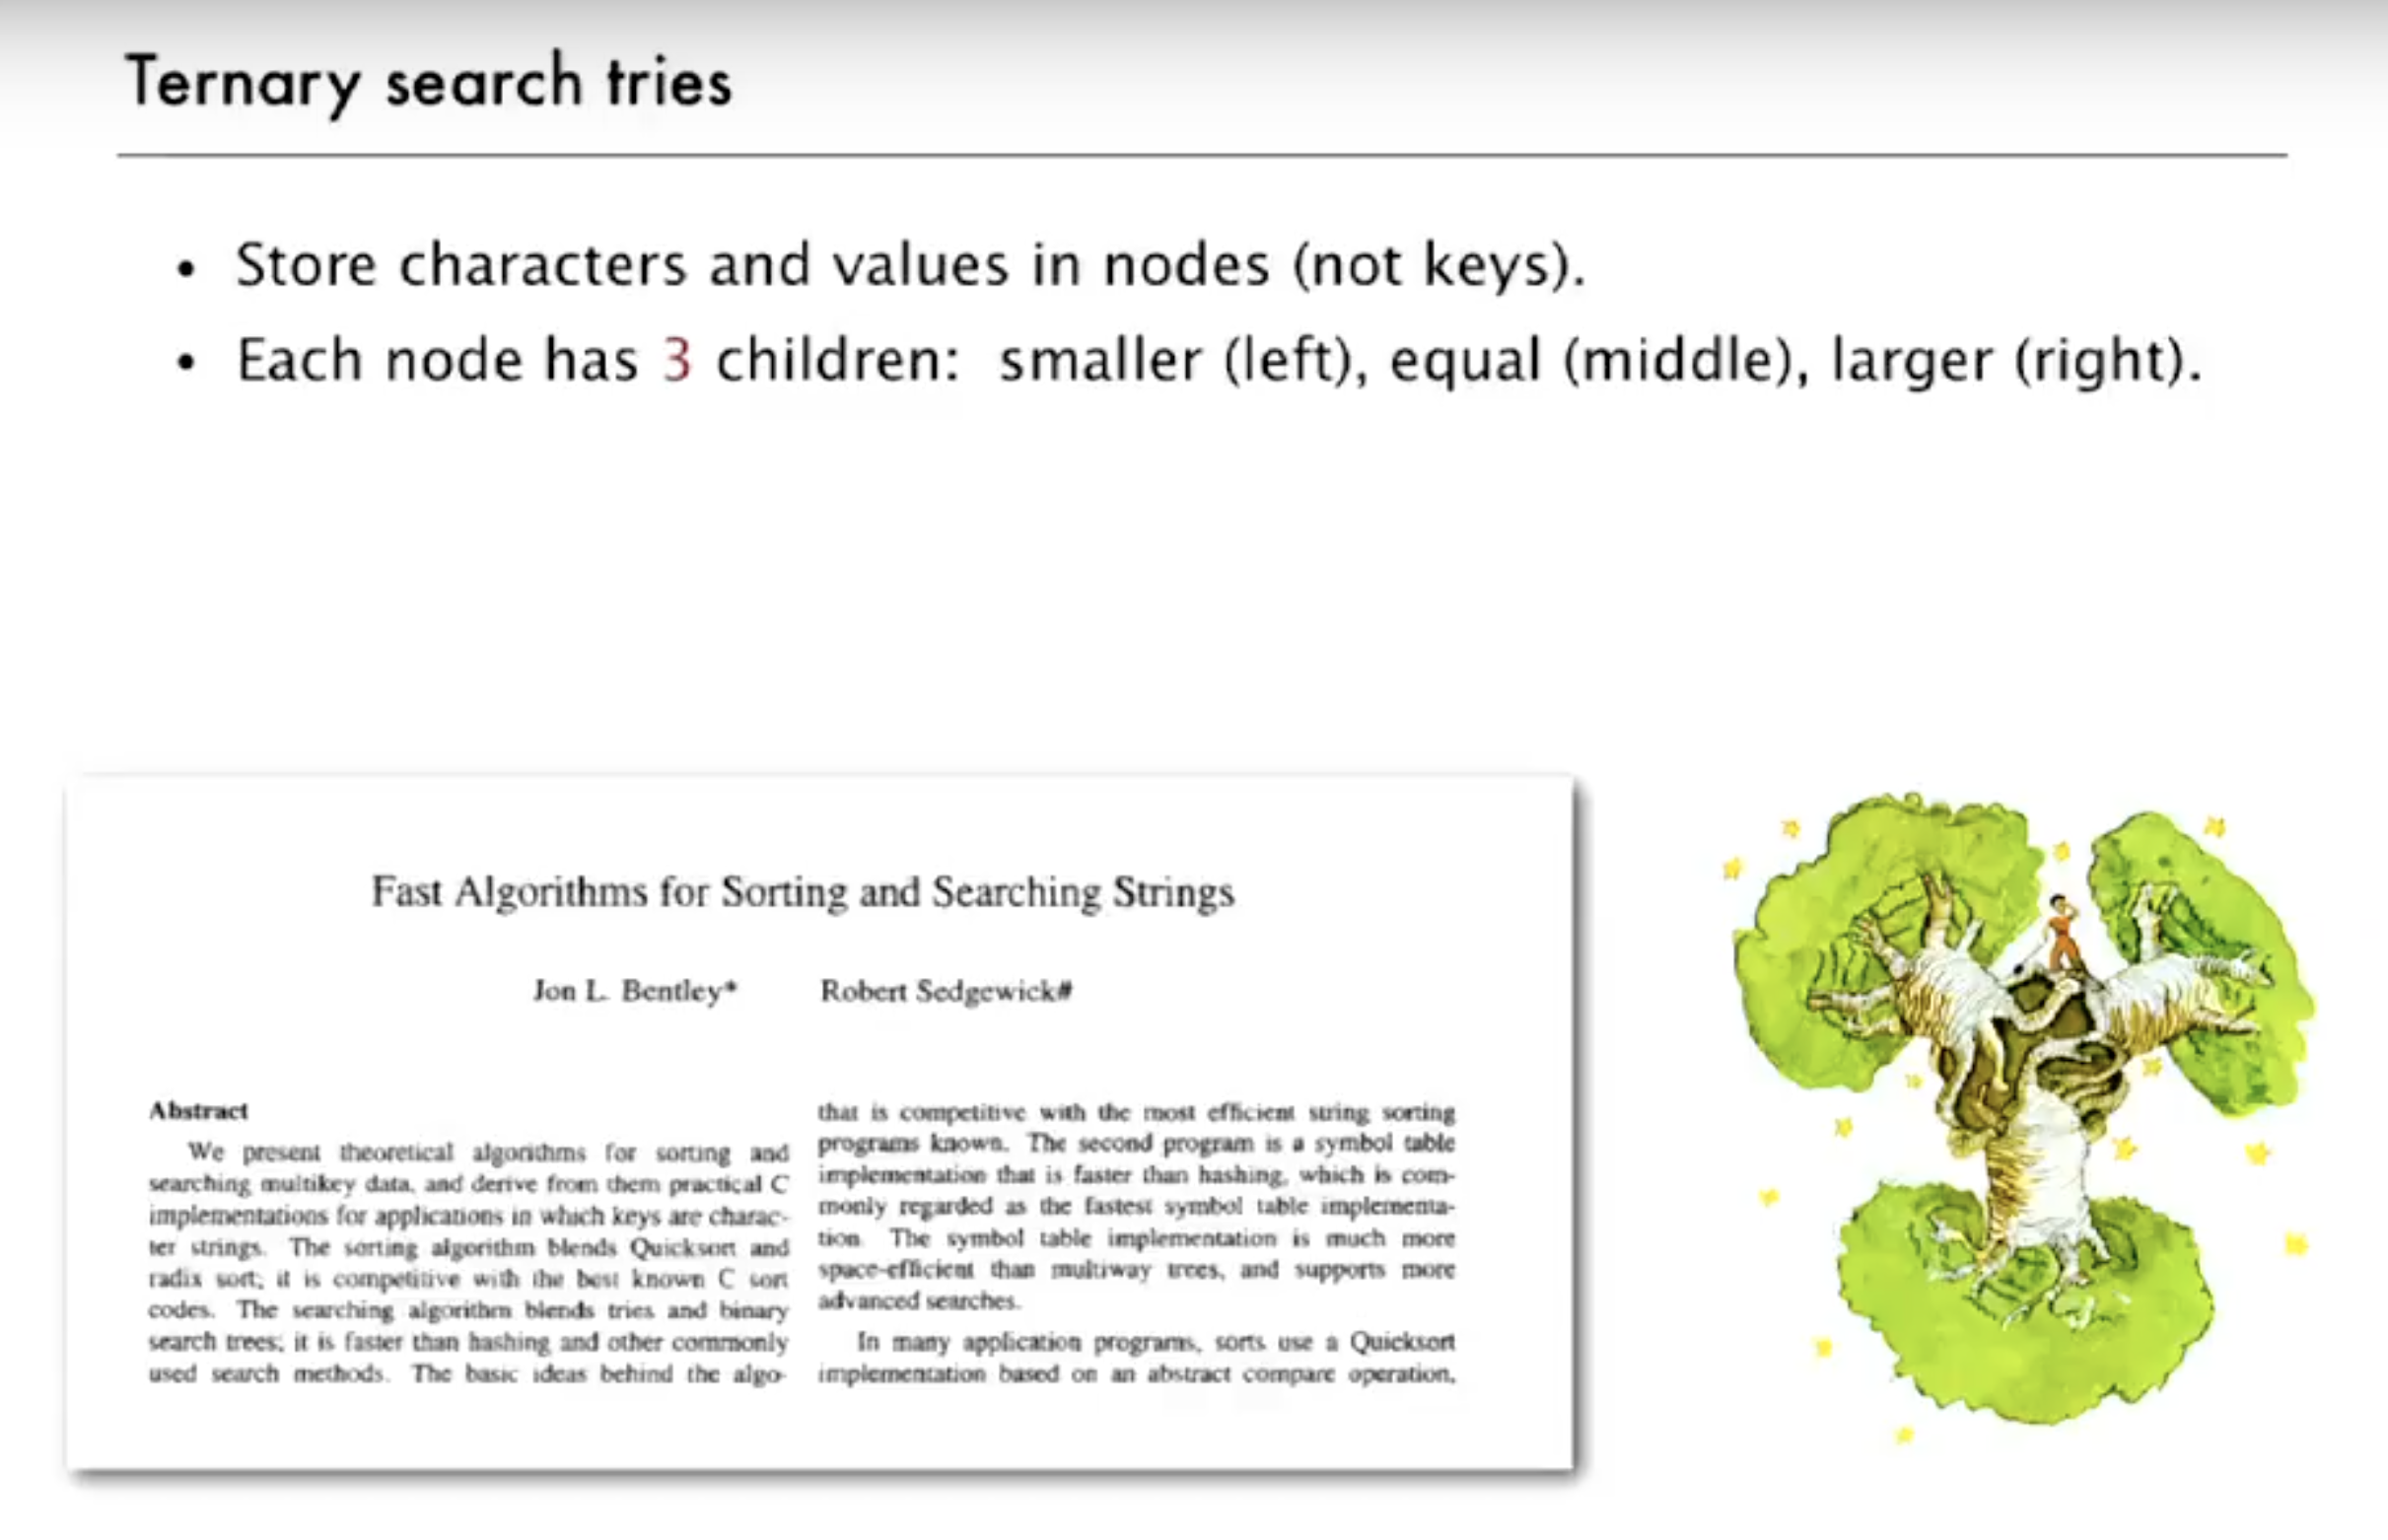 Ternary search tries
• Store characters and values in nodes (not keys).
• Each node has 3 children: smaller (left), equal (middle), larger (right).
Fast Algorithms for Sorting and Searching Strings
Jon L. Bentley* Robert Sedgewick#
Abstract
We present theoretical algorithms for sorting and
searching multikey data, and derive from them practical C
implementations for applications in which keys are charac-
ter strings. The sorting algorithm blends Quicksort and
radix sort; it is competitive with the best known C sort
codes. The searching algorithm blends tries and binary
search trees; it is faster than hashing and other commonly
used search methods. The basic ideas behind the algo-
that is competitive with the most efficient string sorting
programs known. The second program is a symbol table
implementation that is faster than hashing, which is com-
monly regarded as the fastest symbol table implementa-
tion. The symbol table implementation is much more
space-efficient than multiway trees, and supports more
advanced searches.
In many application programs, sorts use a Quicksort
implementation based on an abstract compare operation,